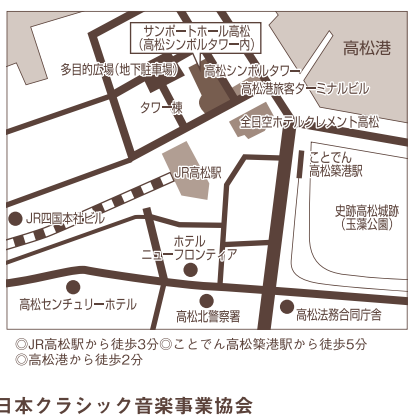 サンポートホール高松
(高松シンボルタワー内)
高松港
多目的広場(地下駐車場)
高松シンボルタワー
高松港旅客ターミナルビル
タワー棟
全日空ホテルクレメント高松
ことでん
高松築港駅
JR高松駅
史跡高松城跡
(玉藻公園)
JR四国本社ビル
ホテル
ニューフロンティア
高松センチュリーホテル
高松北警察署
高松法務合同庁舎
◎JR高松駅から徒歩3分◎ことでん高松築港駅から徒歩5分
◎高松港から徒歩2分
日本クラシック音楽事業協会